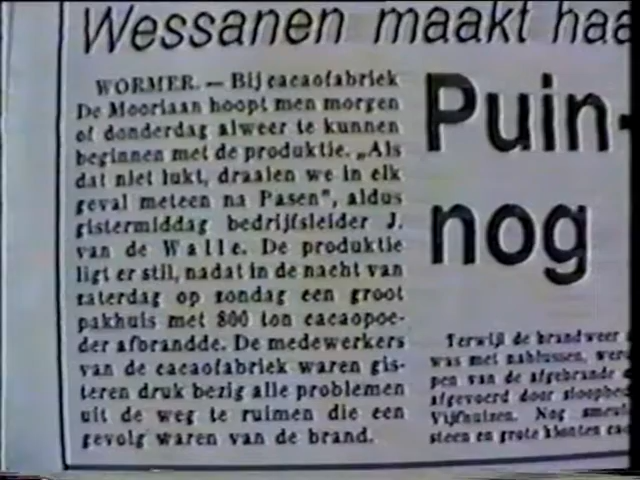 Wessanen maakt haa
WORMER. — Bij cacaofabriek
De Moorlaan hoopt men morgen
of donderdag alweer te kunnen
beginnen met de produktie. „Als
dat niet lukt, draaien we in elk
geval meteen na Pasen", aldus
gistermiddag bedrijfsleider J.
van de Walle. De produktie
ligt er stil, nadat in de nacht van
zaterdag op zondag een groot
pakhuis met 800 ton cacaopoe-
der afbrandde. De medewerkers
van de cacaofabriek waren gis-
teren druk bezig alle problemen
uit de weg te ruimen die een
gevolg waren van de brand.
Puin-
nog
Terwijl de brandweer
was met nablussen, wer
pen van de afgebrande
afgevoerd door sloopbed
Vijfhuizen. Nog smeul
steen en grote klonten cac